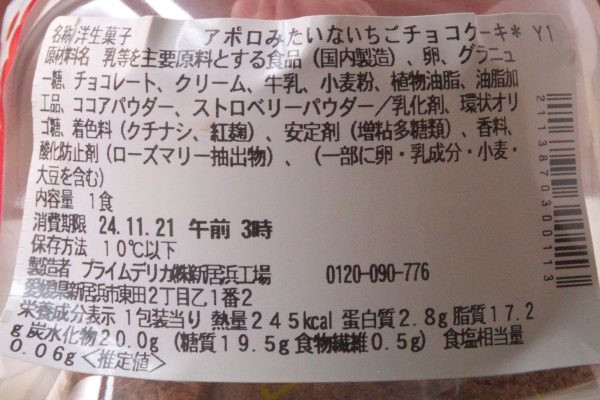 名称 洋生菓子 アポロみたいないちごチョコケーキ* Y1
原材料名 乳等を主要原料とする食品(国内製造)、卵、グラニュ
ー糖、チョコレート、クリーム、牛乳、小麦粉、植物油脂、油脂加
工品、ココアパウダー、ストロベリーパウダー/乳化剤、環状オリ
ゴ糖、着色料(クチナシ、紅麹)、安定剤(増粘多糖類)、香料、
酸化防止剤(ローズマリー抽出物)、(一部に卵・乳成分・小麦・
大豆を含む)
内容量 1食
消費期限 24.11.21 午前 3時
保存方法 10℃以下
製造者 プライムデリカ㈱新居浜工場 0120-090-776
愛媛県新居浜市東田2丁目乙1番2
栄養成分表示 1包装当り 熱量245kcal 蛋白質2.8g 脂質17.2
g 炭水化物20.0g (糖質19.5g 食物繊維0.5g) 食塩相当量
0.06g <推定値>
2113870300113